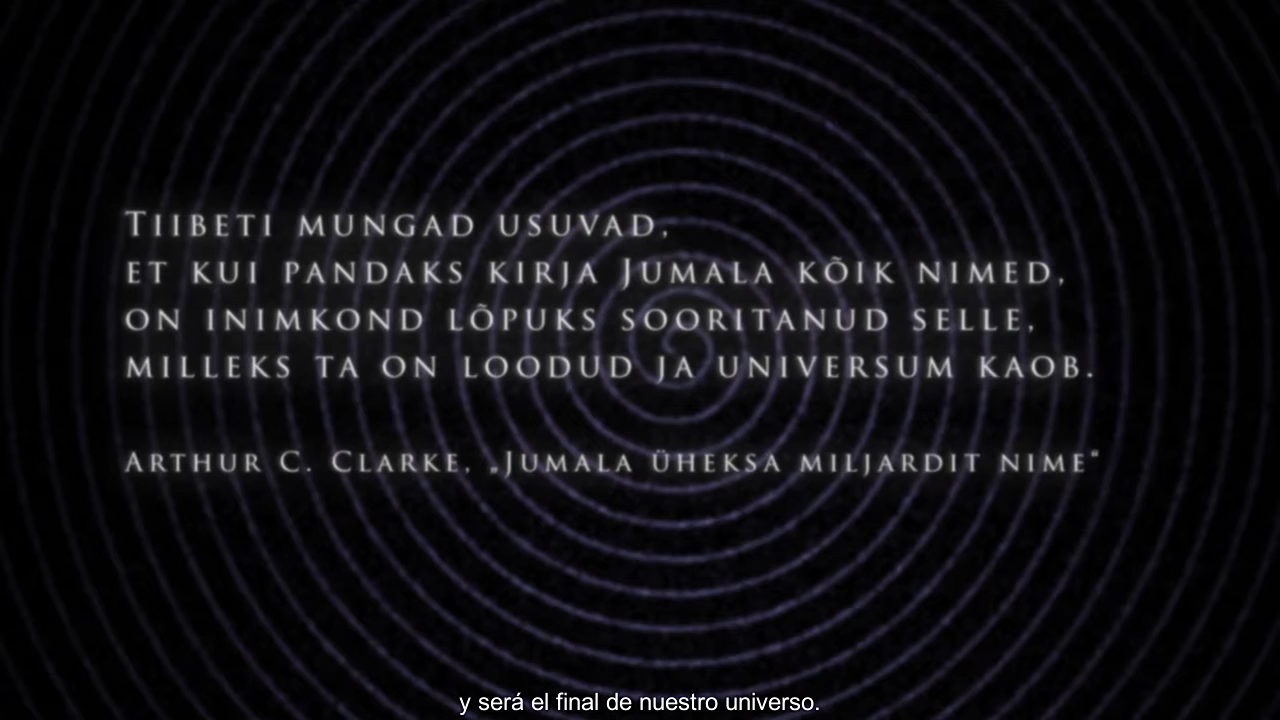 Tiibeti mungad usuvad,
et kui pandaks kirja Jumala kõik nimed,
on inimkond lõpuks sooritanud selle,
milleks ta on loodud ja universum kaob.
Arthur C. Clarke, „Jumala üheksa miljardit nime“
y será el final de nuestro universo.